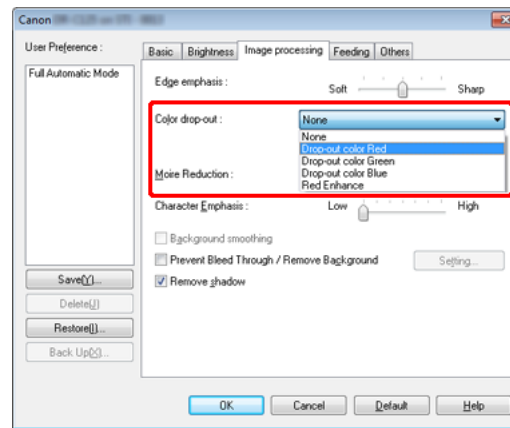 Canon
User Preference :
Full Automatic Mode
Save(Y)...
Delete(J)
Restore(I)...
Back Up(X)...
Basic Brightness Image processing Feeding Others
Edge emphasis :
Soft Sharp
Color drop-out :
None
None
Drop-out color Red
Drop-out color Green
Drop-out color Blue
Red Enhance
Moire Reduction :
Character Emphasis :
Low High
Background smoothing
Prevent Bleed Through / Remove Background
Setting...
Remove shadow
OK Cancel Default Help